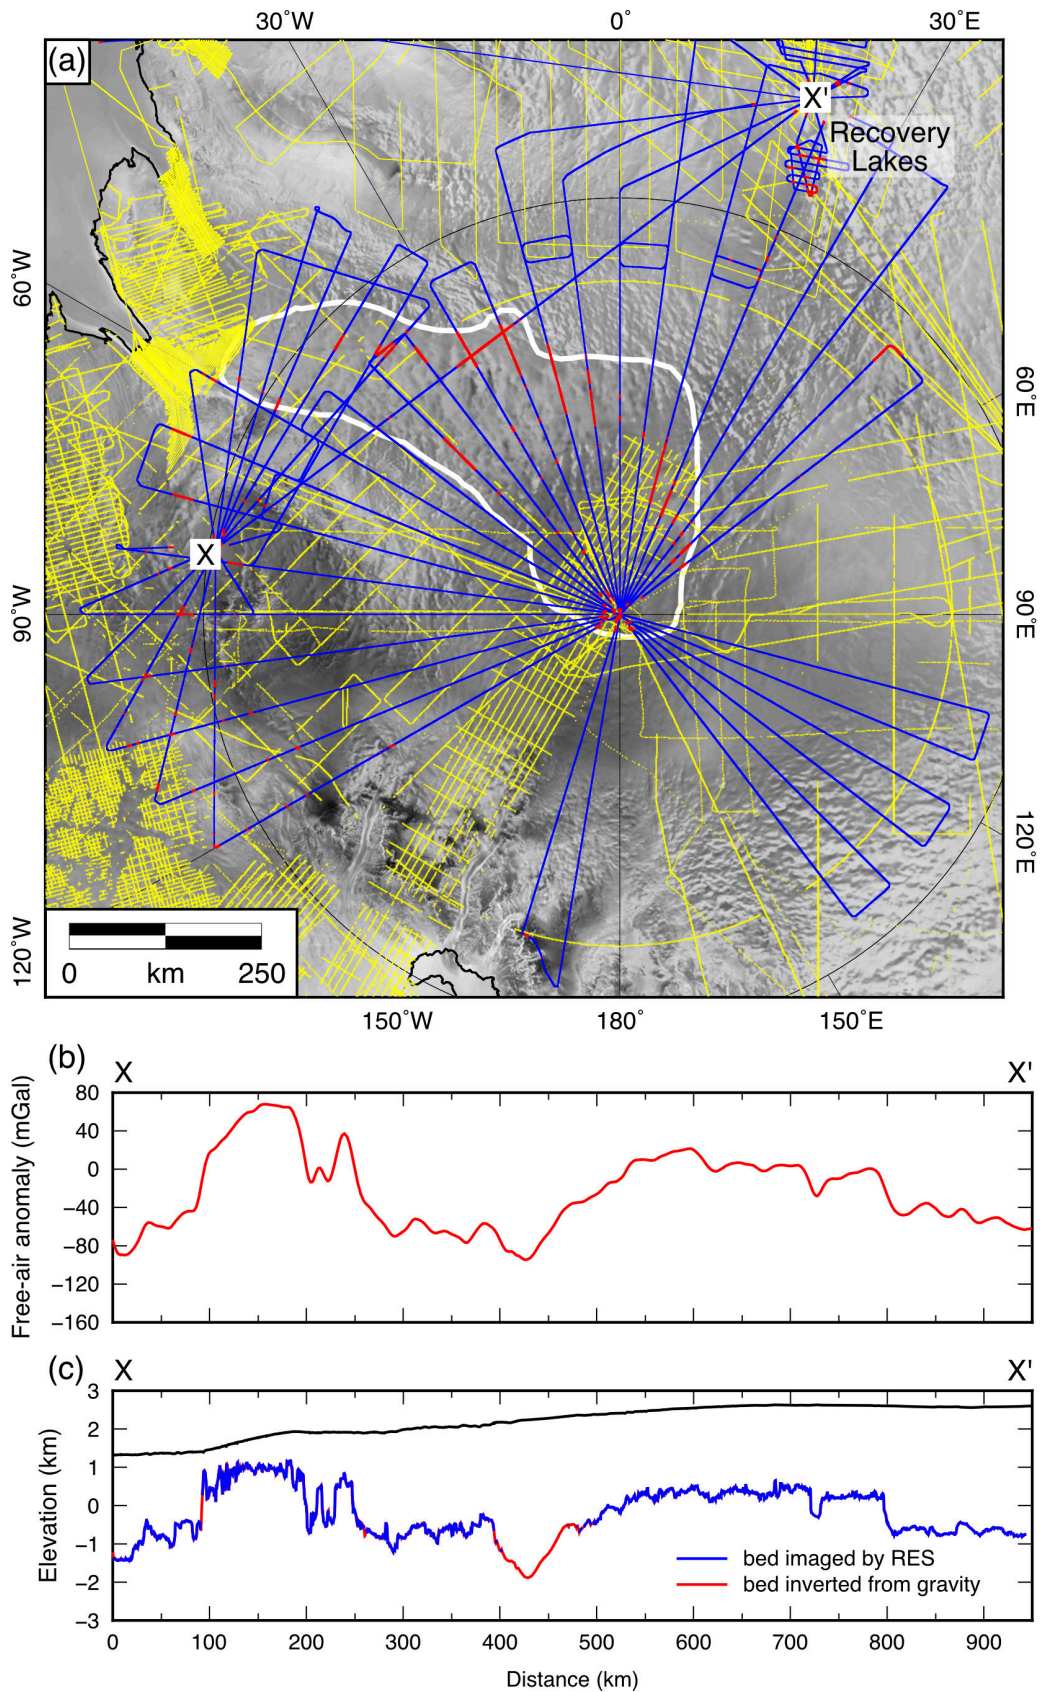 30°W
0°
30°E
(a)
X'
Recovery
Lakes
60°W
60°E
X
90°W
90°E
120°E
120°W
0
km
250
150°W
180°
150°E
(b)
X
X'
Free-air anomaly (mGal)
80
40
0
−40
−80
−120
−160
(c)
X
X'
Elevation (km)
3
2
1
0
−1
−2
−3
bed imaged by RES
bed inverted from gravity
0
100
200
300
400
500
600
700
800
900
Distance (km)